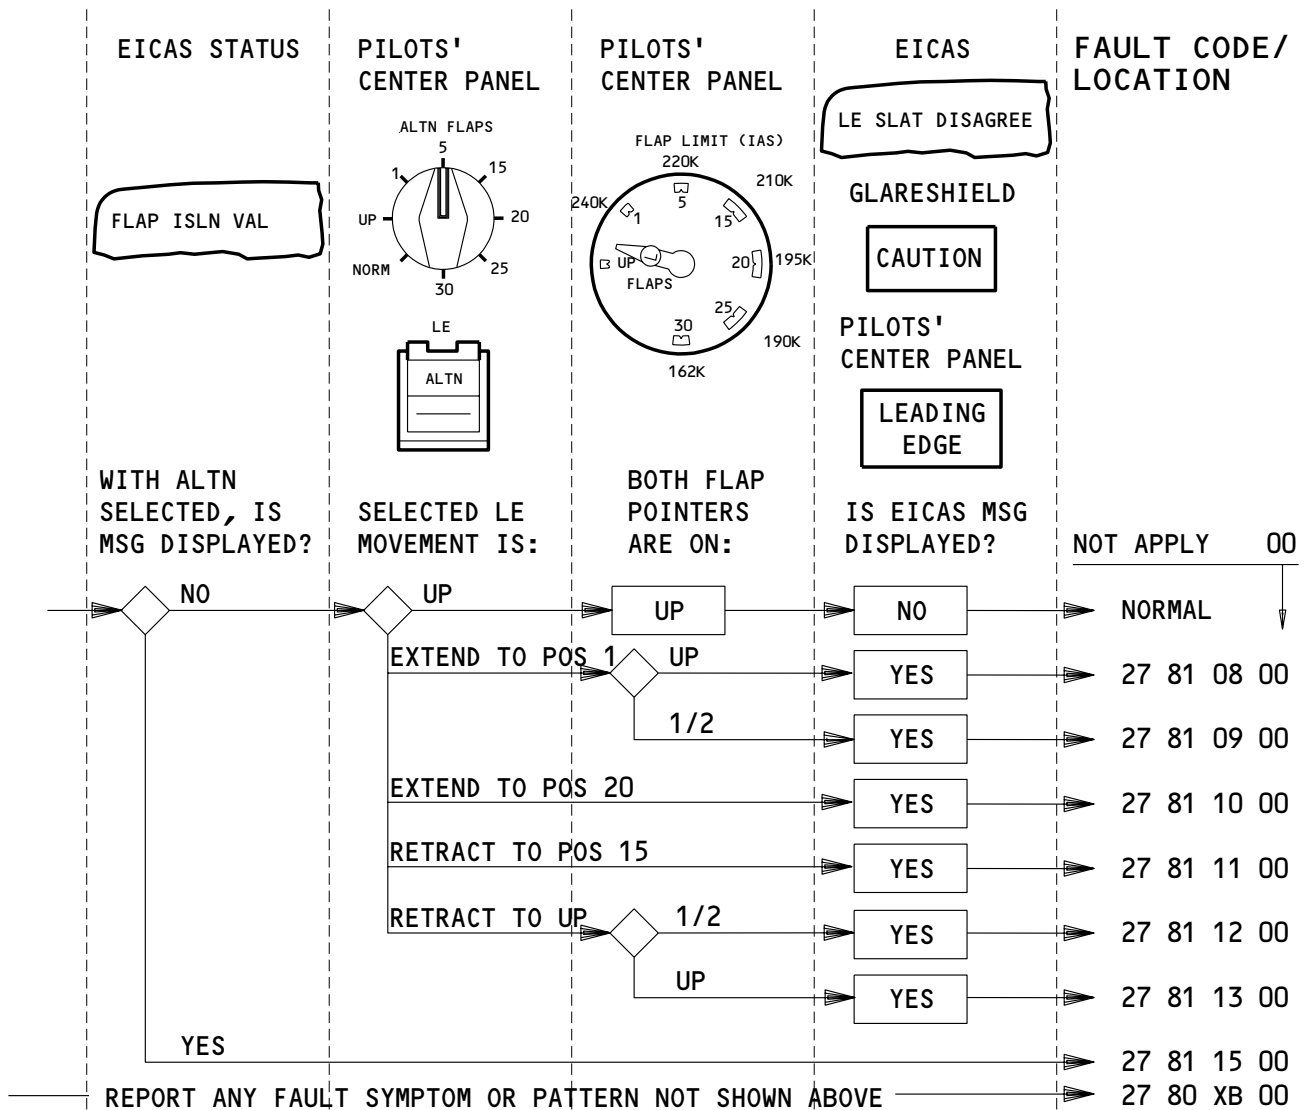 EICAS STATUS
FLAP ISLN VAL
WITH ALTN
SELECTED, IS
MSG DISPLAYED?
PILOTS'
CENTER PANEL
ALTN FLAPS
5
1
15
UP
20
NORM
25
30
LE
ALTN
SELECTED LE
MOVEMENT IS:
PILOTS'
CENTER PANEL
FLAP LIMIT (IAS)
220K
210K
240K
5
1
15
UP
20
195K
FLAPS
25
30
190K
162K
BOTH FLAP
POINTERS
ARE ON:
EICAS
LE SLAT DISAGREE
GLARESHIELD
CAUTION
PILOTS'
CENTER PANEL
LEADING
EDGE
IS EICAS MSG
DISPLAYED?
FAULT CODE/
LOCATION
NOT APPLY 00
NO UP UP NO NORMAL
EXTEND TO POS 1 UP YES 27 81 08 00
1/2 YES 27 81 09 00
EXTEND TO POS 20 YES 27 81 10 00
RETRACT TO POS 15 YES 27 81 11 00
RETRACT TO UP 1/2 YES 27 81 12 00
UP YES 27 81 13 00
YES 27 81 15 00
REPORT ANY FAULT SYMPTOM OR PATTERN NOT SHOWN ABOVE 27 80 XB 00